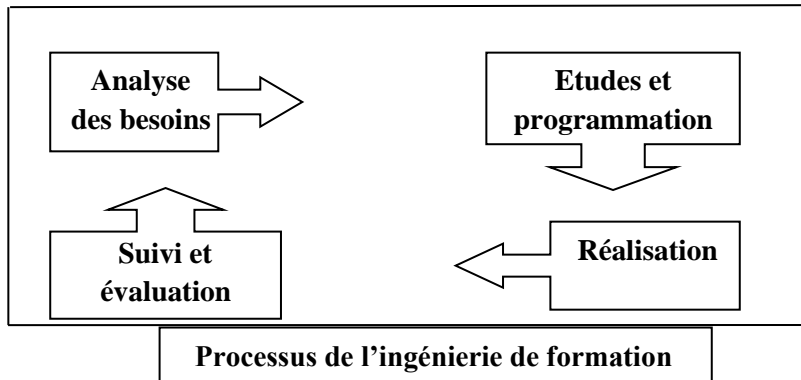 Analyse
des besoins
Etudes et
programmation
Suivi et
évaluation
Réalisation
Processus de l’ingénierie de formation